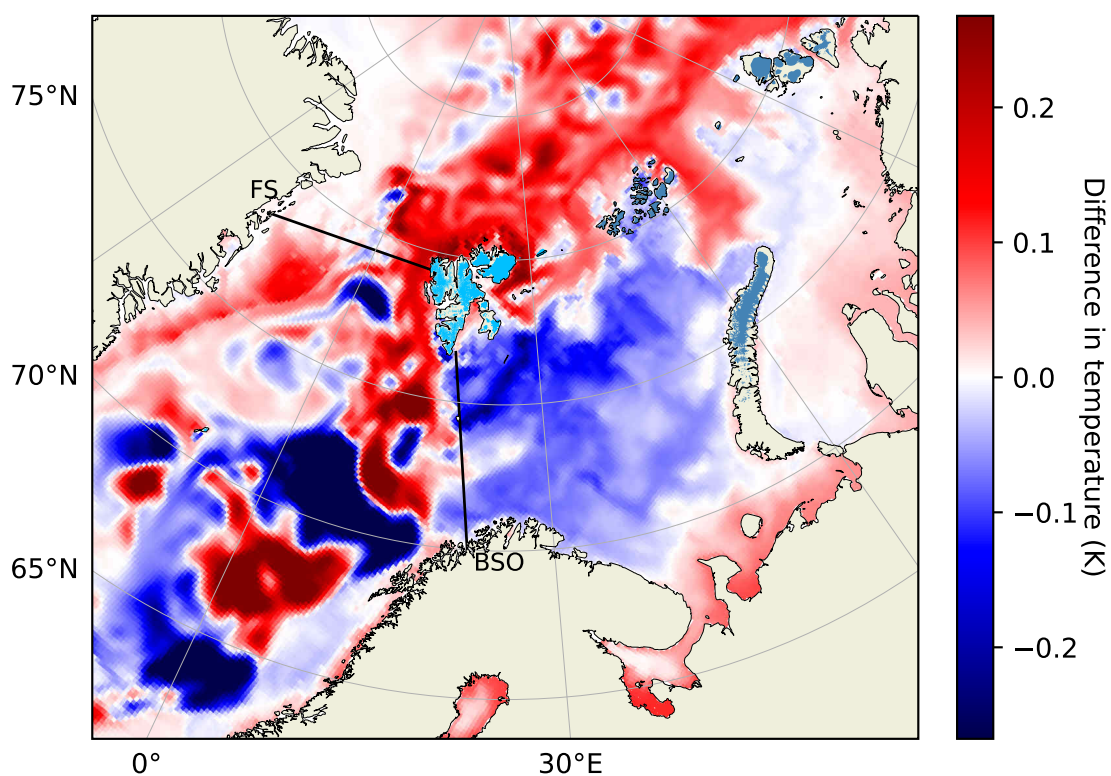 75°N
70°N
65°N
0°
30°E
FS
BSO
0.2
0.1
0.0
−0.1
−0.2
Difference in temperature (K)